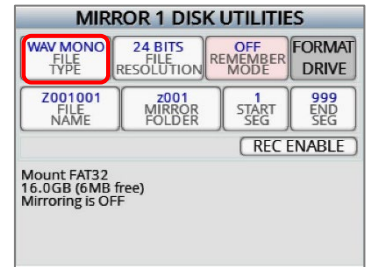 MIRROR 1 DISK UTILITIES
WAV MONO
FILE
TYPE
24 BITS
FILE
RESOLUTION
OFF
REMEMBER
MODE
FORMAT
DRIVE
Z001001
FILE
NAME
z001
MIRROR
FOLDER
1
START
SEG
999
END
SEG
REC ENABLE
Mount FAT32
16.0GB (6MB free)
Mirroring is OFF